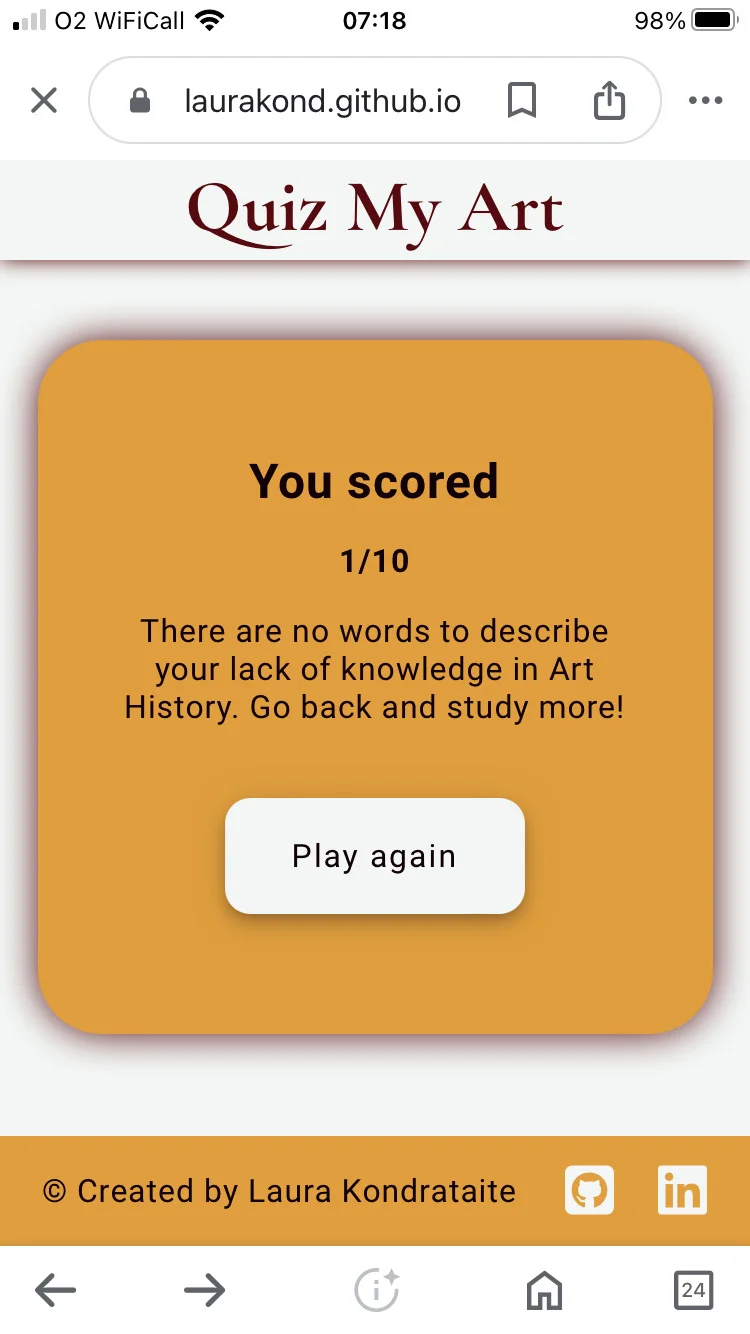 O2 WiFiCall 07:18 98%
laurakond.github.io
Quiz My Art
You scored
1/10
There are no words to describe
your lack of knowledge in Art
History. Go back and study more!
Play again
© Created by Laura Kondrataite in
24